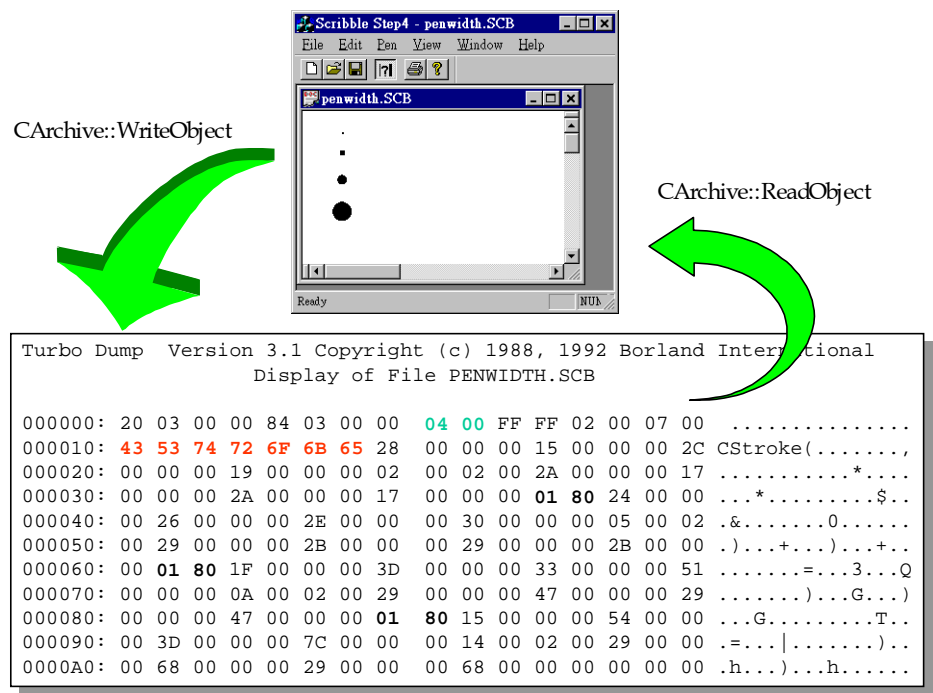 Scribble Step4 - penwidth.SCB
File Edit Pen View Window Help
penwidth.SCB
CArchive::WriteObject
CArchive::ReadObject
Ready NUM
Turbo Dump Version 3.1 Copyright (c) 1988, 1992 Borland International
Display of File PENWIDTH.SCB
000000: 20 03 00 00 84 03 00 00 04 00 FF FF 02 00 07 00 ...............
000010: 43 53 74 72 6F 6B 65 28 00 00 00 15 00 00 00 2C CStroke(.......,
000020: 00 00 00 19 00 00 00 02 00 02 00 2A 00 00 00 17 ...........*....
000030: 00 00 00 2A 00 00 00 17 00 00 00 01 80 24 00 00 ...*.........$..
000040: 00 26 00 00 00 2E 00 00 00 30 00 00 00 05 00 02 .&.......0......
000050: 00 29 00 00 00 2B 00 00 00 29 00 00 00 2B 00 00 .)...+...)...+..
000060: 00 01 80 1F 00 00 00 3D 00 00 00 33 00 00 00 51 .......=...3...Q
000070: 00 00 00 0A 00 02 00 29 00 00 00 47 00 00 00 29 .......)...G...)
000080: 00 00 00 47 00 00 00 01 80 15 00 00 00 54 00 00 ...G.........T..
000090: 00 3D 00 00 00 7C 00 00 00 14 00 02 00 29 00 00 .=...|.......)..
0000A0: 00 68 00 00 00 29 00 00 00 68 00 00 00 00 00 00 .h...)...h......